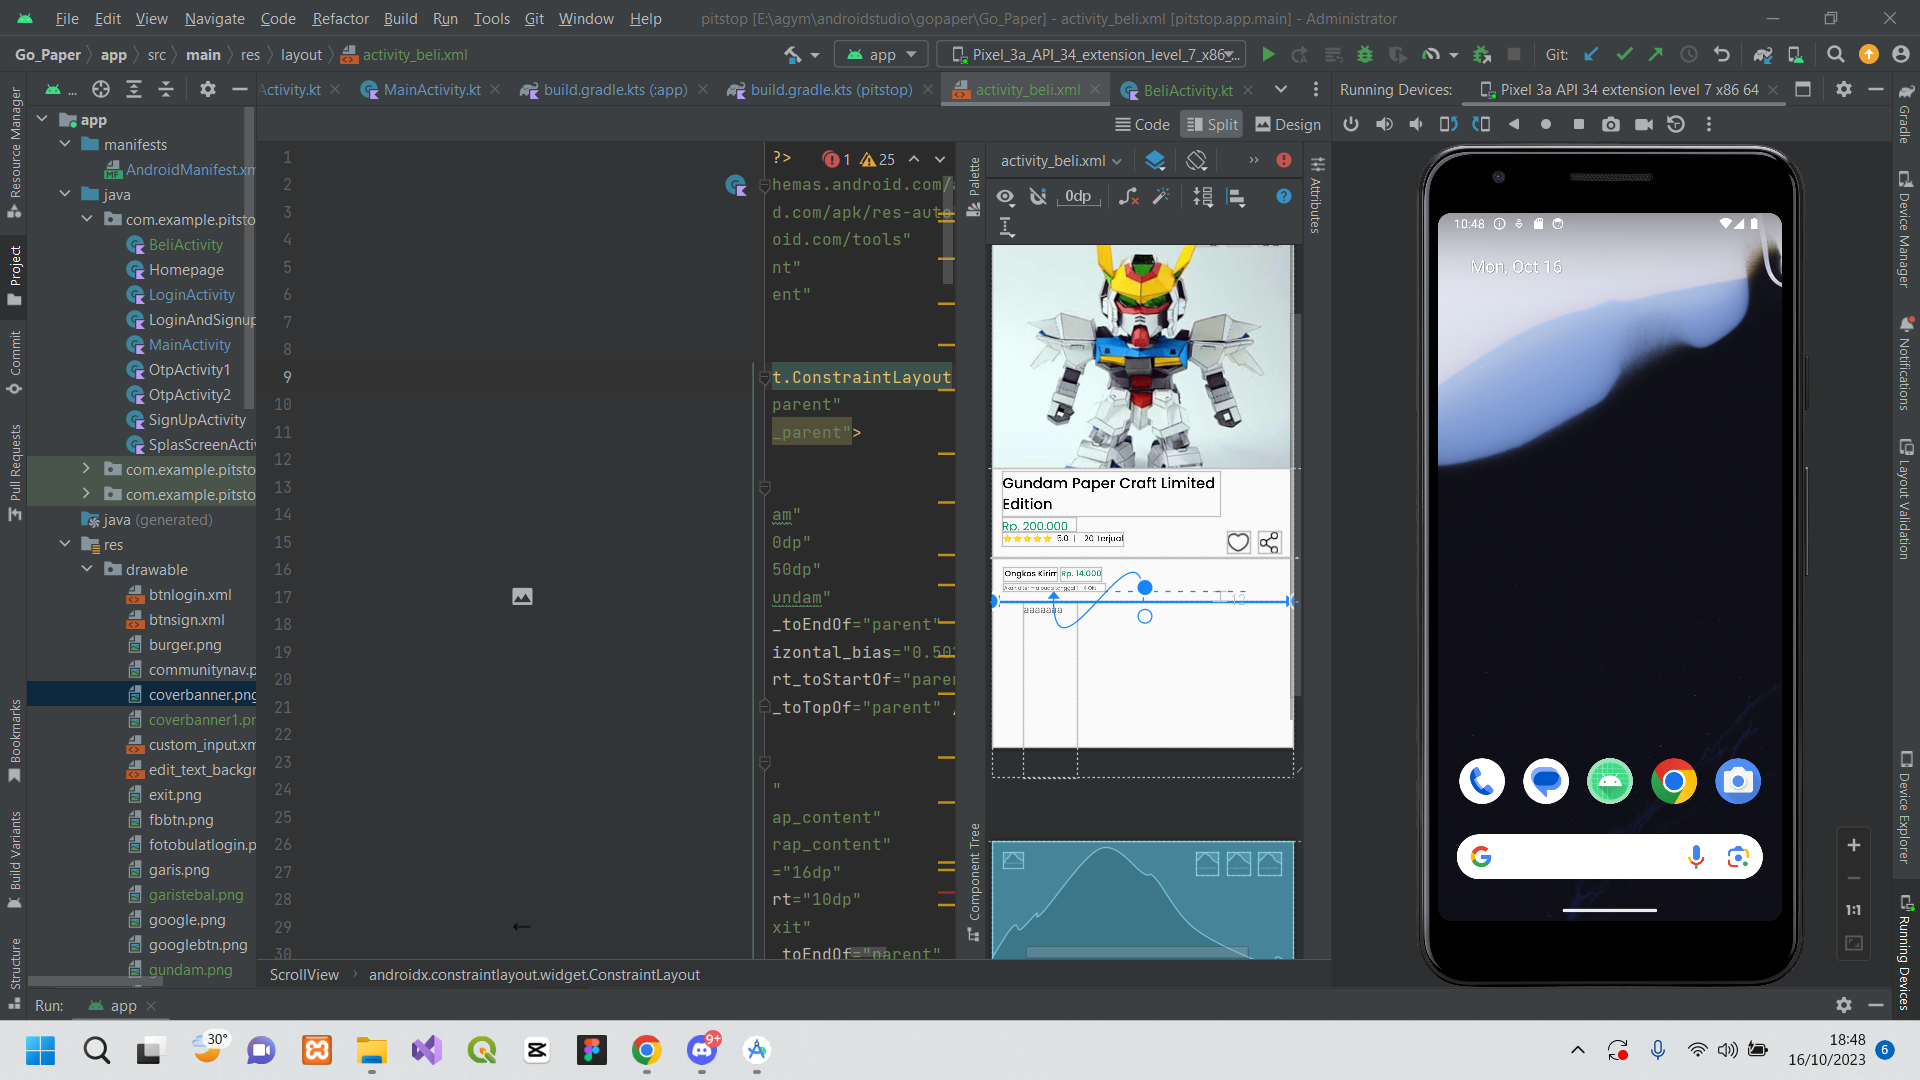 File Edit View Navigate Code Refactor Build Run Tools Git Window Help pitstop [E:\agym\androidstudio\gopaper\Go_Paper] - activity_beli.xml [pitstop.app.main] - Administrator
Go_Paper app src main res layout activity_beli.xml app Pixel_3a_API_34_extension_level_7_x86... Git:
... ctivity.kt MainActivity.kt build.gradle.kts (:app) build.gradle.kts (pitstop) activity_beli.xml BeliActivity.kt Running Devices: Pixel 3a API 34 extension level 7 x86 64
Code Split Design
Resource Manager
Project
Commit
Pull Requests
Bookmarks
Build Variants
Structure
app
manifests
AndroidManifest.xm
java
com.example.pitsto
BeliActivity
Homepage
LoginActivity
LoginAndSignup
MainActivity
OtpActivity1
OtpActivity2
SignUpActivity
SplasScreenActiv
com.example.pitsto
com.example.pitsto
java (generated)
res
drawable
btnlogin.xml
btnsign.xml
burger.png
communitynav.p
coverbanner.png
coverbanner1.pn
custom_input.xm
edit_text_backgr
exit.png
fbbtn.png
fotobulatlogin.p
garis.png
garistebal.png
google.png
googlebtn.png
gundam.png
1 ?> 1 25
2 hemas.android.com/a
3 d.com/apk/res-auto
4 oid.com/tools"
5 nt"
6 ent"
7
8
9 t.ConstraintLayout
10 parent"
11 _parent">
12
13
14 am"
15 0dp"
16 50dp"
17 undam"
18 _toEndOf="parent"
19 izontal_bias="0.502
20 rt_toStartOf="pare
21 _toTopOf="parent" /
22
23
24 "
25 ap_content"
26 rap_content"
27 ="16dp"
28 rt="10dp"
29 xit"
30 _toEndOf="parent"
Palette
Component Tree
activity_beli.xml
0dp
Attributes
Gundam Paper Craft Limited
Edition
Rp. 200.000
5.0 | 20 Terjual
Ongkos Kirim Rp. 14.000
aaaaaaa
12
10:48
Mon, Oct 16
1:1
Gradle
Device Manager
Notifications
Layout Validation
Device Explorer
Running Devices
ScrollView androidx.constraintlayout.widget.ConstraintLayout
Run: app
30° 9+ 18:48
16/10/2023 6